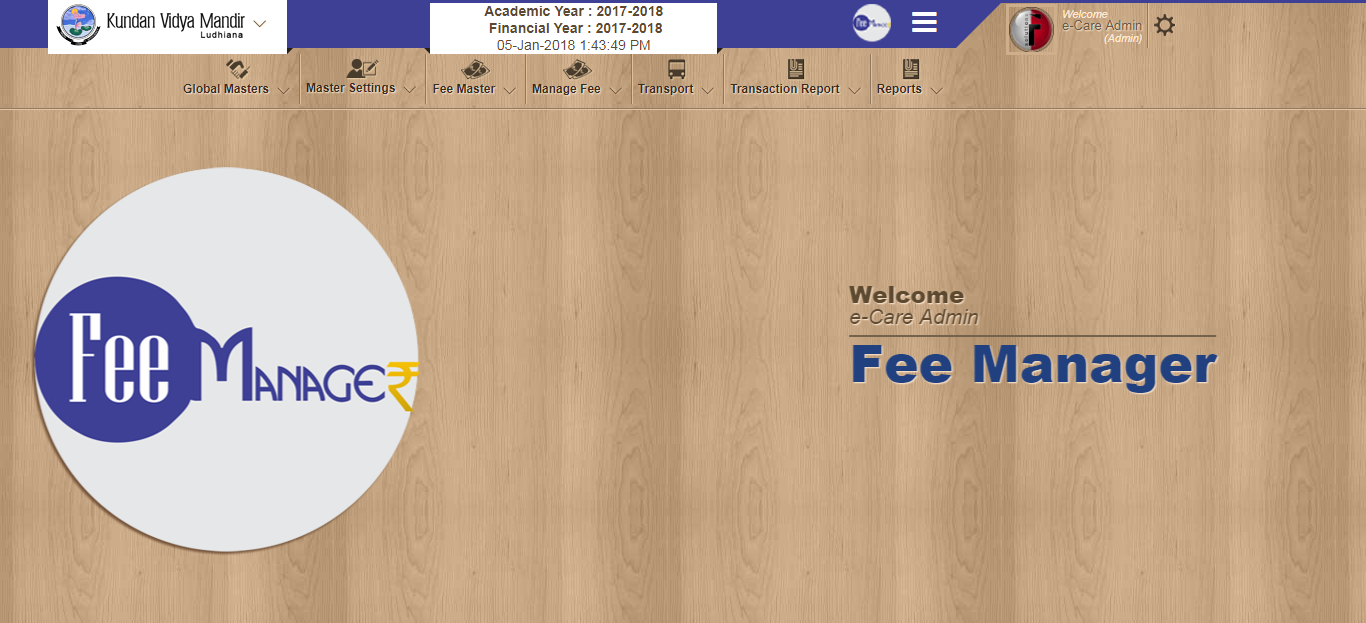 Kundan Vidya Mandir
Ludhiana
Academic Year : 2017-2018
Financial Year : 2017-2018
05-Jan-2018 1:43:49 PM
Welcome
e-Care Admin
(Admin)
Global Masters
Master Settings
Fee Master
Manage Fee
Transport
Transaction Report
Reports
Fee MANAGE₹
Welcome
e-Care Admin
Fee Manager